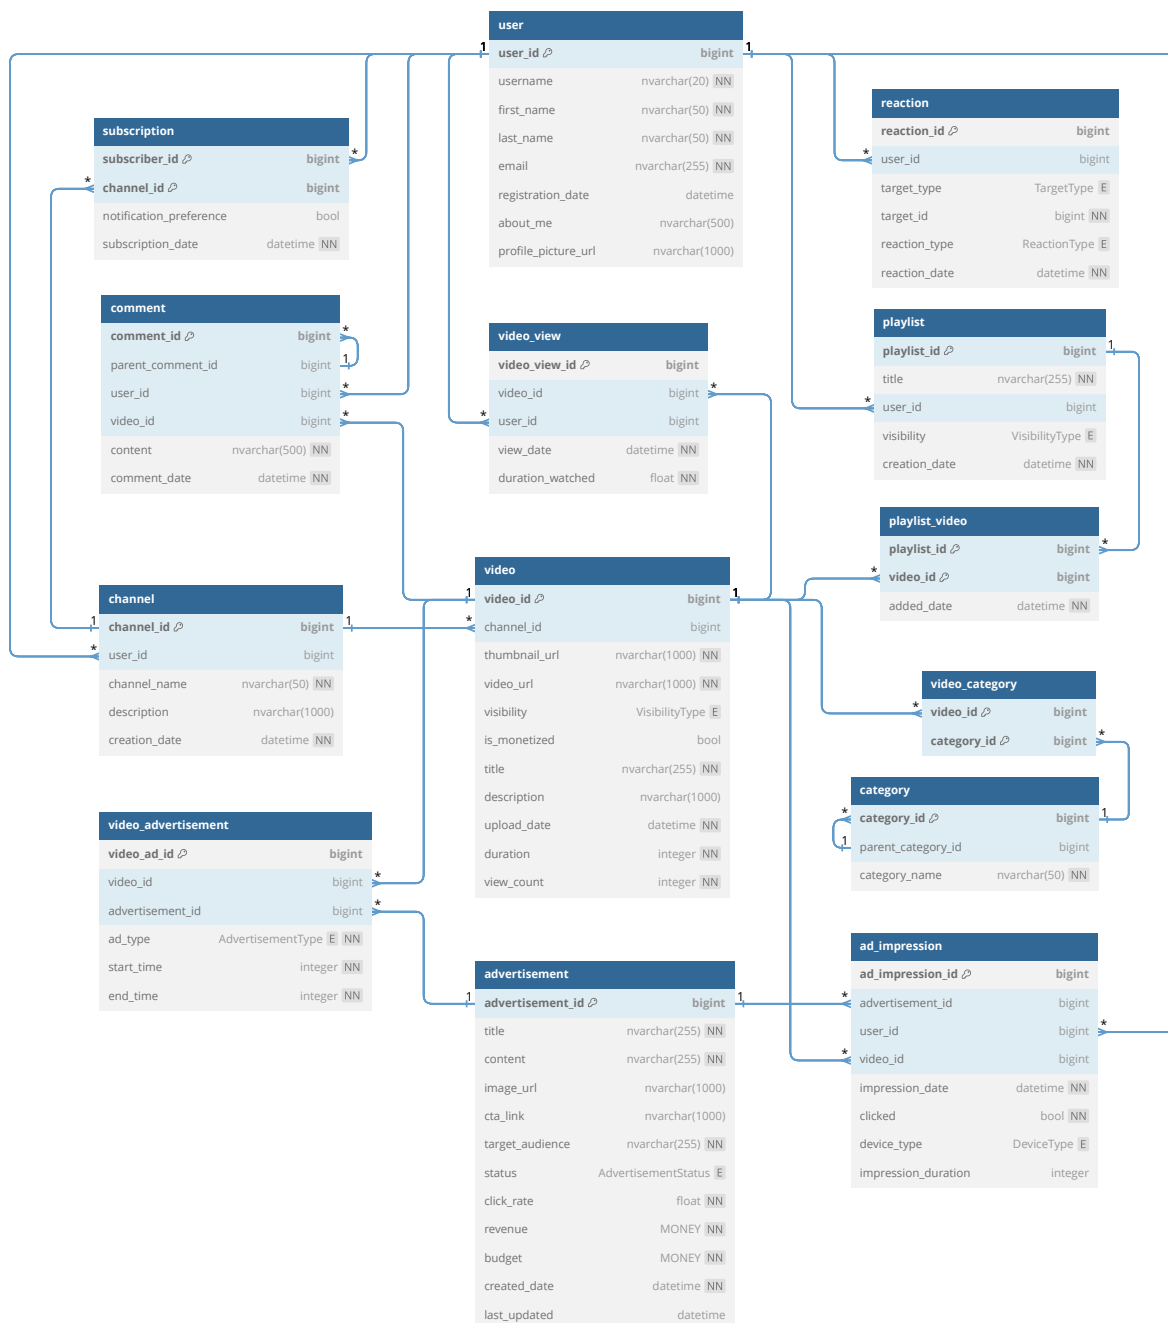 user
user_id bigint
username nvarchar(20) NN
first_name nvarchar(50) NN
last_name nvarchar(50) NN
email nvarchar(255) NN
registration_date datetime
about_me nvarchar(500)
profile_picture_url nvarchar(1000)
1
1
subscription
subscriber_id bigint *
* channel_id bigint
notification_preference bool
subscription_date datetime NN
reaction
reaction_id bigint
* user_id bigint
target_type TargetType E
target_id bigint NN
reaction_type ReactionType E
reaction_date datetime NN
comment
comment_id bigint *
parent_comment_id bigint 1
user_id bigint *
video_id bigint *
content nvarchar(500) NN
comment_date datetime NN
video_view
video_view_id bigint
video_id bigint *
* user_id bigint
view_date datetime NN
duration_watched float NN
playlist
playlist_id bigint 1
title nvarchar(255) NN
* user_id bigint
visibility VisibilityType E
creation_date datetime NN
playlist_video
playlist_id bigint *
* video_id bigint
added_date datetime NN
channel
1 channel_id bigint 1
* user_id bigint
channel_name nvarchar(50) NN
description nvarchar(1000)
creation_date datetime NN
video
1 video_id bigint 1
* channel_id bigint
thumbnail_url nvarchar(1000) NN
video_url nvarchar(1000) NN
visibility VisibilityType E
is_monetized bool
title nvarchar(255) NN
description nvarchar(1000)
upload_date datetime NN
duration integer NN
view_count integer NN
video_category
* video_id bigint
category_id bigint *
category
* category_id bigint 1
1 parent_category_id bigint
category_name nvarchar(50) NN
video_advertisement
video_ad_id bigint
video_id bigint *
advertisement_id bigint *
ad_type AdvertisementType E NN
start_time integer NN
end_time integer NN
advertisement
1 advertisement_id bigint 1
title nvarchar(255) NN
content nvarchar(255) NN
image_url nvarchar(1000)
cta_link nvarchar(1000)
target_audience nvarchar(255) NN
status AdvertisementStatus E
click_rate float NN
revenue MONEY NN
budget MONEY NN
created_date datetime NN
last_updated datetime
ad_impression
ad_impression_id bigint
* advertisement_id bigint
user_id bigint *
* video_id bigint
impression_date datetime NN
clicked bool NN
device_type DeviceType E
impression_duration integer